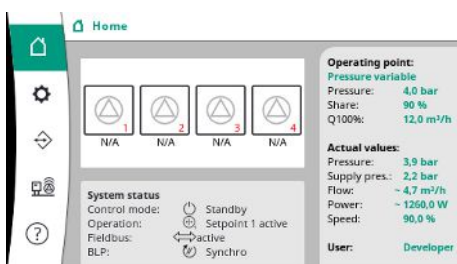 Home
1 2 3 4
N/A N/A N/A N/A
System status
Control mode: Standby
Operation: Setpoint 1 active
Fieldbus: active
BLP: Synchro
Operating point:
Pressure variable
Pressure: 4,0 bar
Share: 90 %
Q100%: 12,0 m³/h
Actual values:
Pressure: 3,9 bar
Supply pres.: 2,2 bar
Flow: ~ 4,7 m³/h
Power: ~ 1260,0 W
Speed: 90,0 %
User: Developer